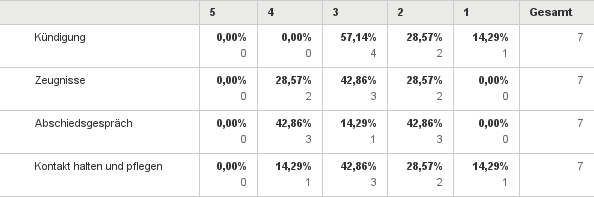 5 4 3 2 1 Gesamt
Kündigung 0,00% 0,00% 57,14% 28,57% 14,29% 7
0 0 4 2 1
Zeugnisse 0,00% 28,57% 42,86% 28,57% 0,00% 7
0 2 3 2 0
Abschiedsgespräch 0,00% 42,86% 14,29% 42,86% 0,00% 7
0 3 1 3 0
Kontakt halten und pflegen 0,00% 14,29% 42,86% 28,57% 14,29% 7
0 1 3 2 1